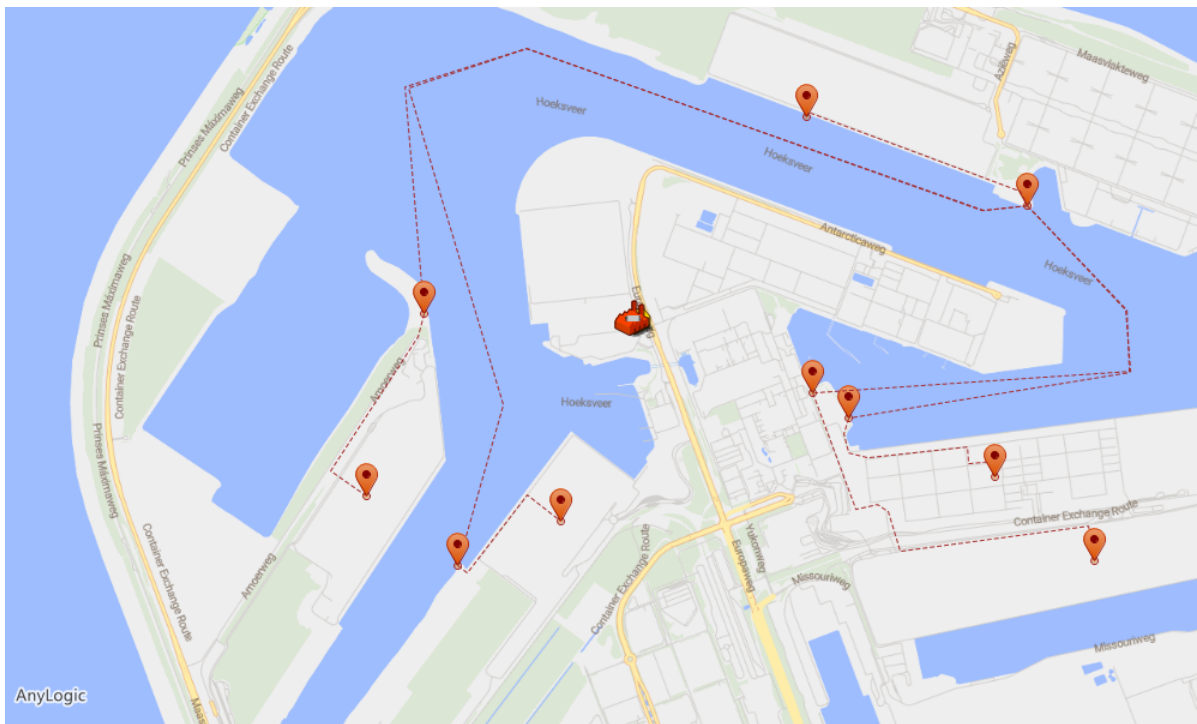 Prinses Máximaweg
Container Exchange Route
Hoeksveer
Maasvlakteweg
Aziëweg
Hoeksveer
Antarcticaweg
Hoeksveer
Prinses Máximaweg
Container Exchange Route
Amoerweg
Hoeksveer
Prinses Máximaweg
Container Exchange Route
Container Exchange Route
Yukonweg
Europaweg
Missouriweg
Amoerweg
Container Exchange Route
Missouriweg
AnyLogic